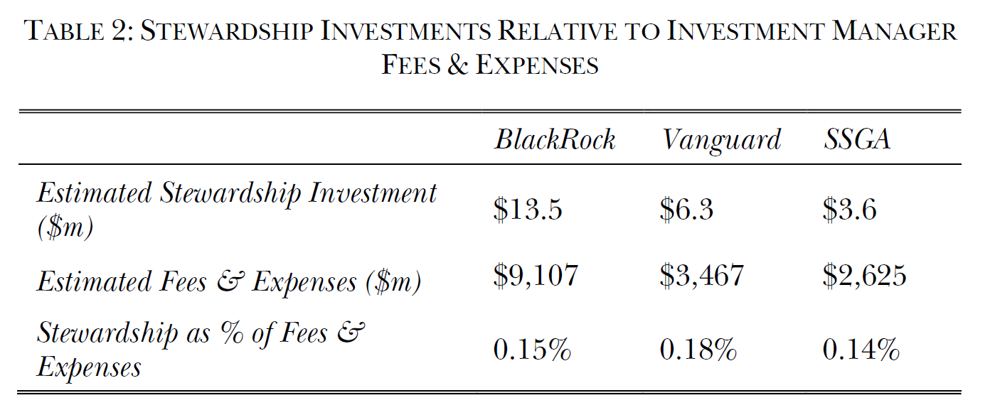 TABLE 2: STEWARDSHIP INVESTMENTS RELATIVE TO INVESTMENT MANAGER
FEES & EXPENSES
BlackRock Vanguard SSGA
Estimated Stewardship Investment
($m) $13.5 $6.3 $3.6
Estimated Fees & Expenses ($m) $9,107 $3,467 $2,625
Stewardship as % of Fees &
Expenses 0.15% 0.18% 0.14%